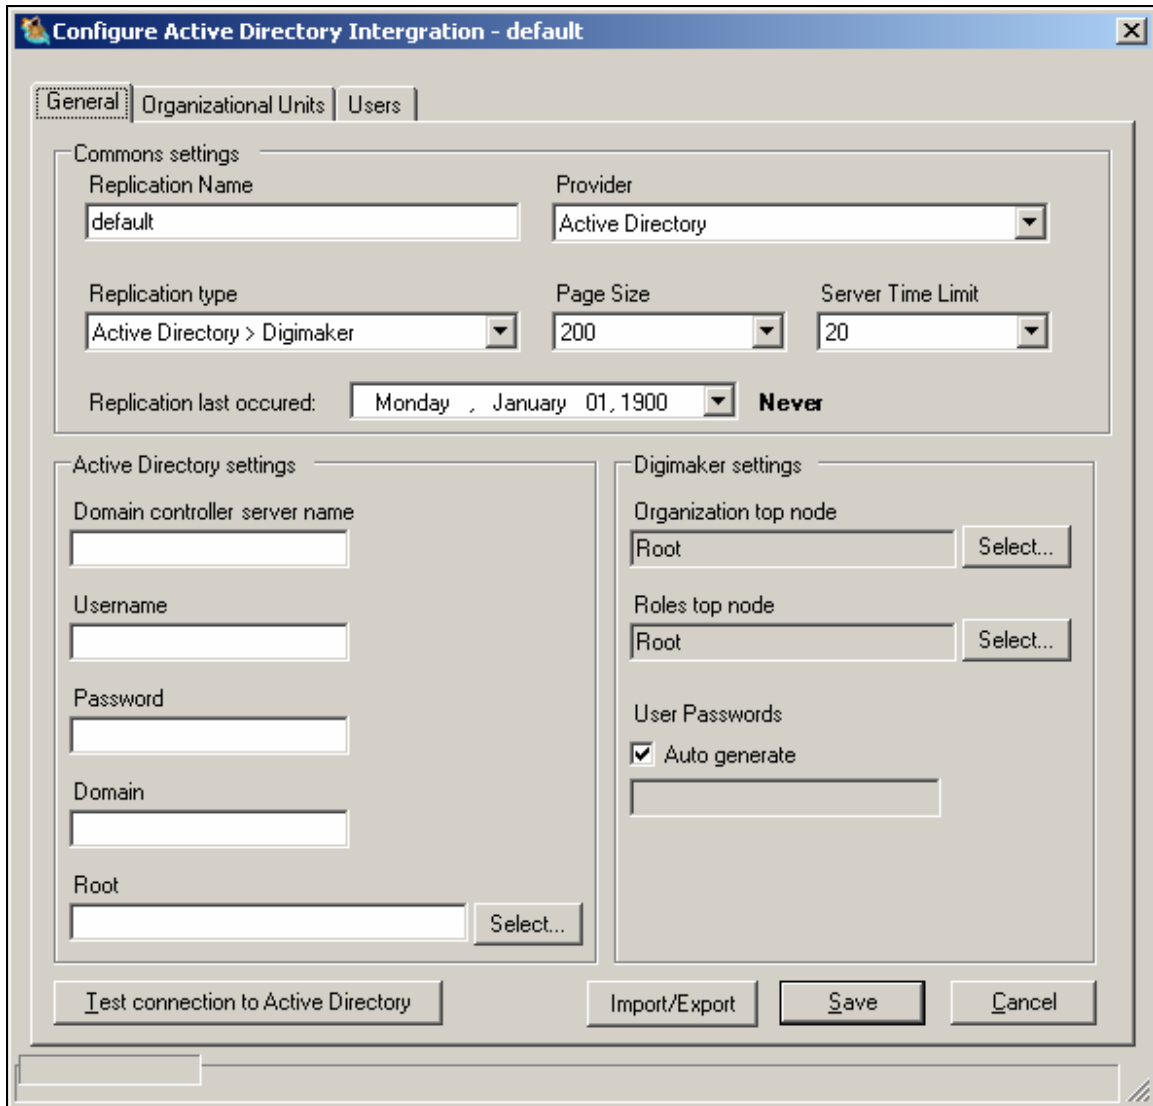 Configure Active Directory Intergration - default
General Organizational Units Users
Commons settings
Replication Name Provider
default Active Directory
Replication type Page Size Server Time Limit
Active Directory > Digimaker 200 20
Replication last occured: Monday , January 01, 1900 Never
Active Directory settings Digimaker settings
Domain controller server name Organization top node
Root Select...
Username Roles top node
Root Select...
Password User Passwords
Auto generate
Domain
Root
Select...
Test connection to Active Directory Import/Export Save Cancel